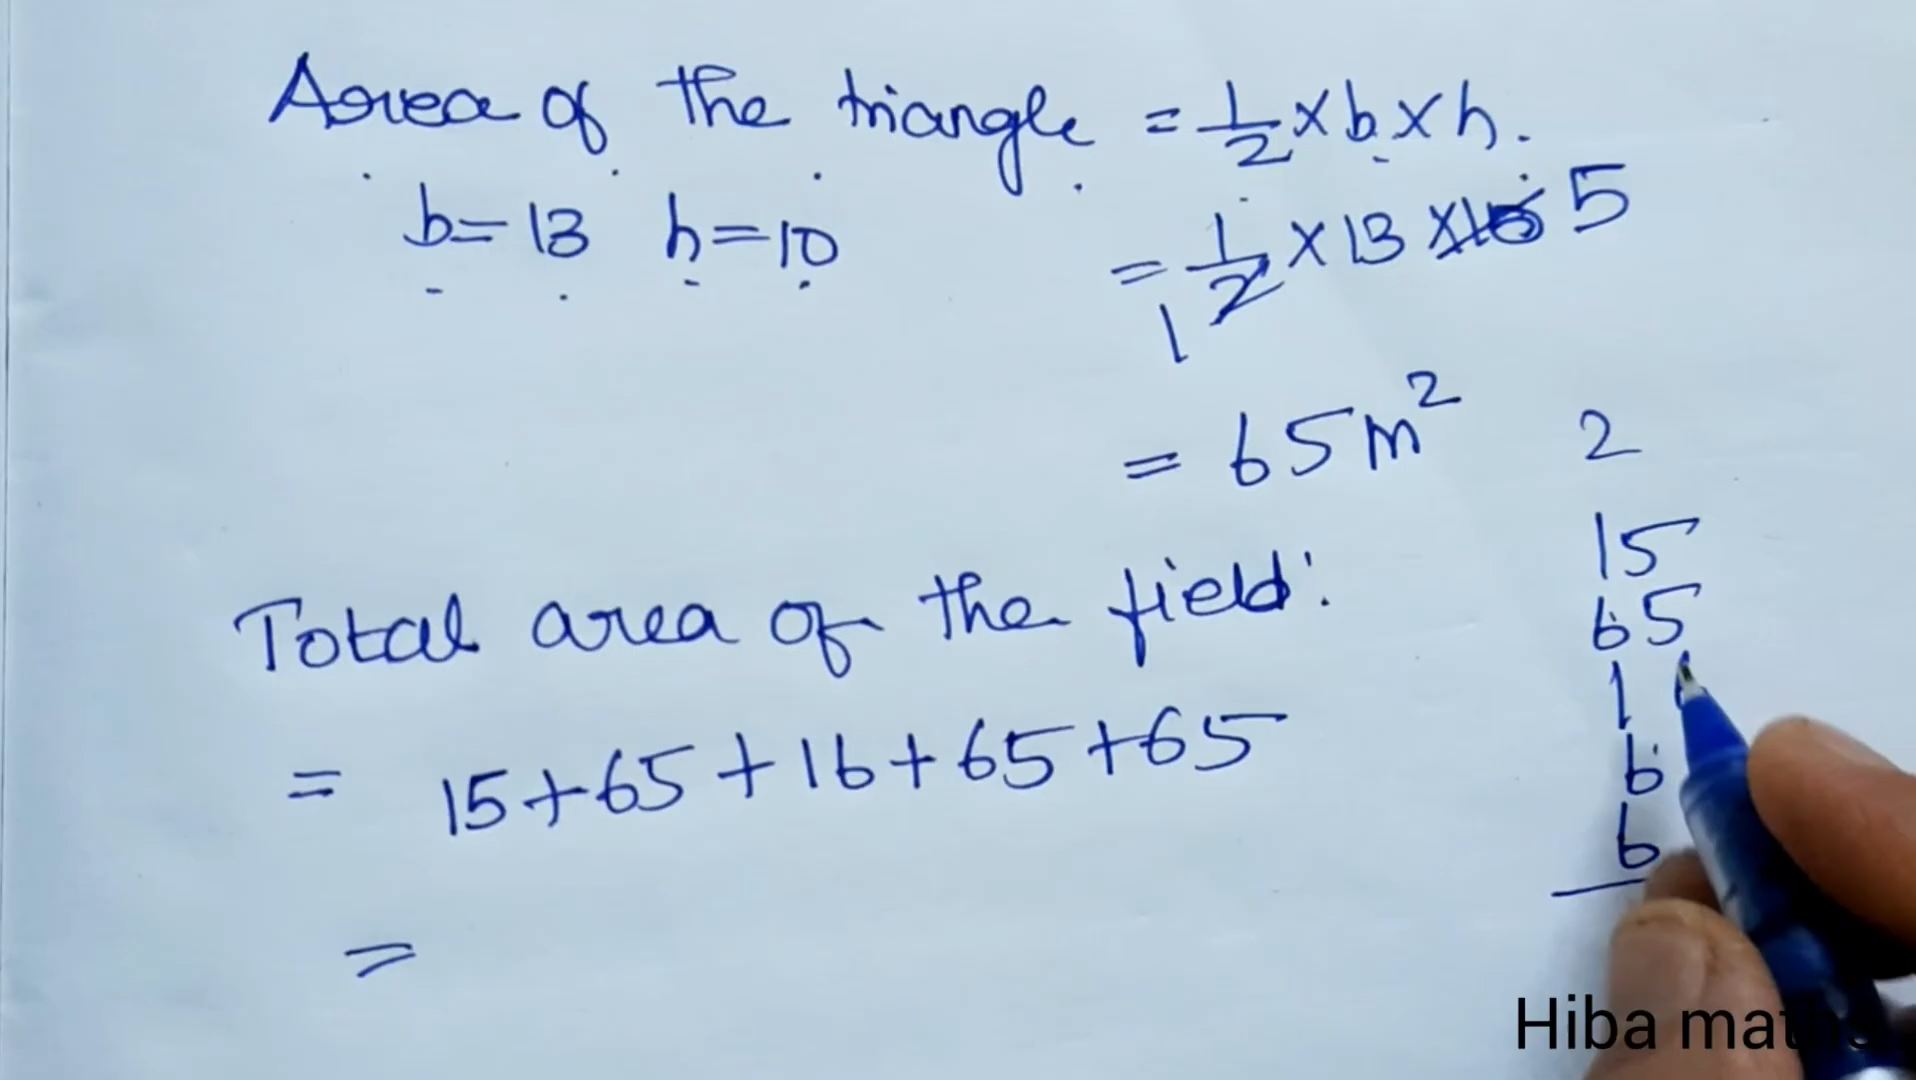 Area of the triangle = 1/2 × b × h.
b = 13 h = 10
= 1/2 × 13 × 10 5
1
= 65 m²
2
15
65
1
6
6
Total area of the field:
= 15 + 65 + 16 + 65 + 65
=
Hiba mat